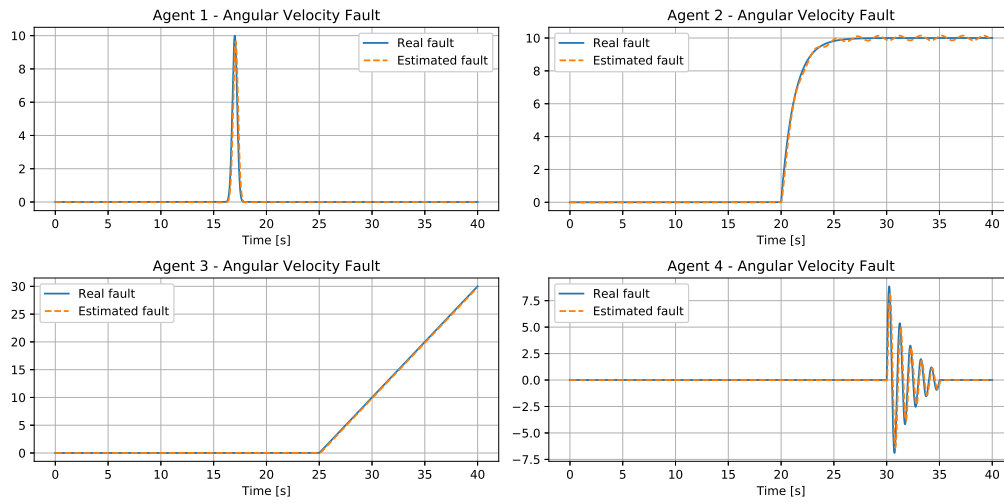 Agent 1 - Angular Velocity Fault
10
8
6
4
2
0
Real fault
Estimated fault
0 5 10 15 20 25 30 35 40
Time [s]
Agent 2 - Angular Velocity Fault
10
8
6
4
2
0
Real fault
Estimated fault
0 5 10 15 20 25 30 35 40
Time [s]
Agent 3 - Angular Velocity Fault
30
25
20
15
10
5
0
Real fault
Estimated fault
0 5 10 15 20 25 30 35 40
Time [s]
Agent 4 - Angular Velocity Fault
7.5
5.0
2.5
0.0
−2.5
−5.0
−7.5
Real fault
Estimated fault
0 5 10 15 20 25 30 35 40
Time [s]